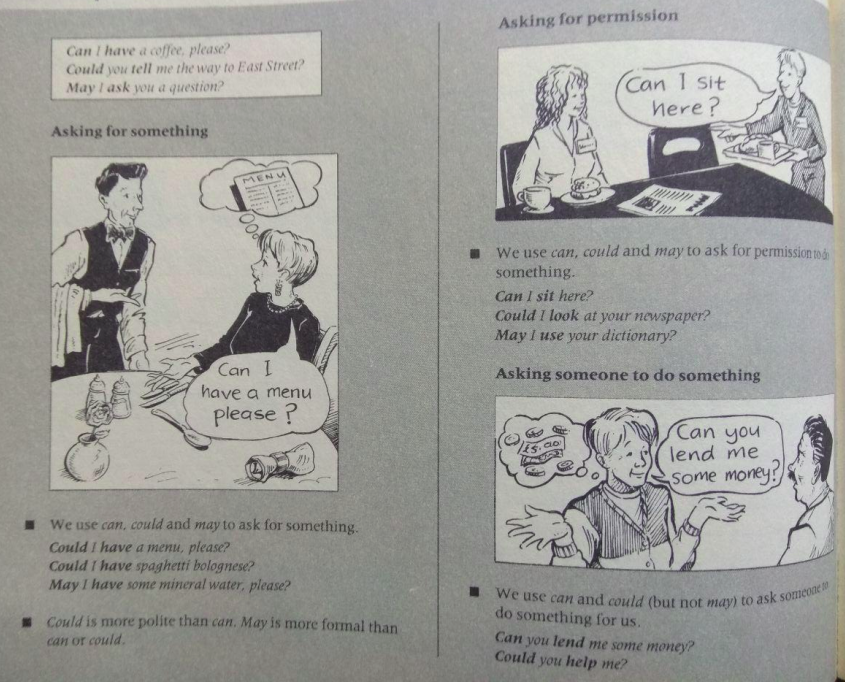 Can I have a coffee, please?
Could you tell me the way to East Street?
May I ask you a question?
Asking for something
MENU
Can I
have a menu
please?
■ We use can, could and may to ask for something.
Could I have a menu, please?
Could I have spaghetti bolognese?
May I have some mineral water, please?
■ Could is more polite than can. May is more formal than
can or could.
Asking for permission
Can I sit
here?
■ We use can, could and may to ask for permission to do
something.
Can I sit here?
Could I look at your newspaper?
May I use your dictionary?
Asking someone to do something
Can you
lend me
some money?
■ We use can and could (but not may) to ask someone to
do something for us.
Can you lend me some money?
Could you help me?